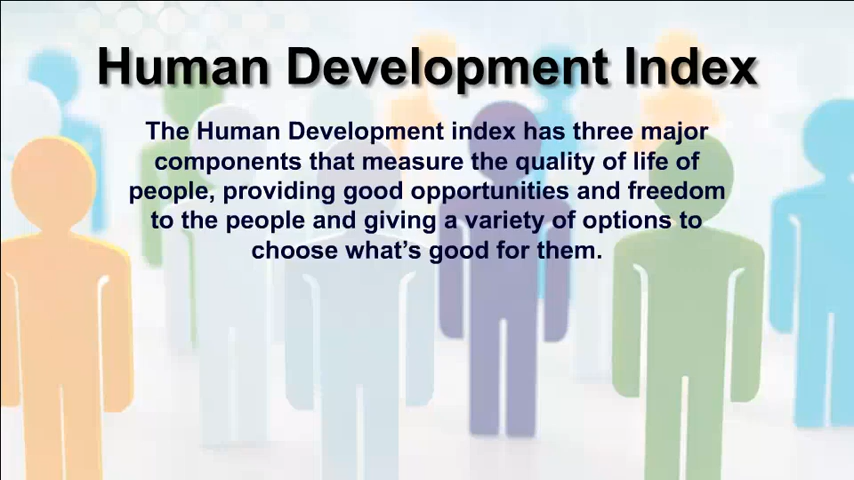 Human Development Index
The Human Development index has three major
components that measure the quality of life of
people, providing good opportunities and freedom
to the people and giving a variety of options to
choose what’s good for them.